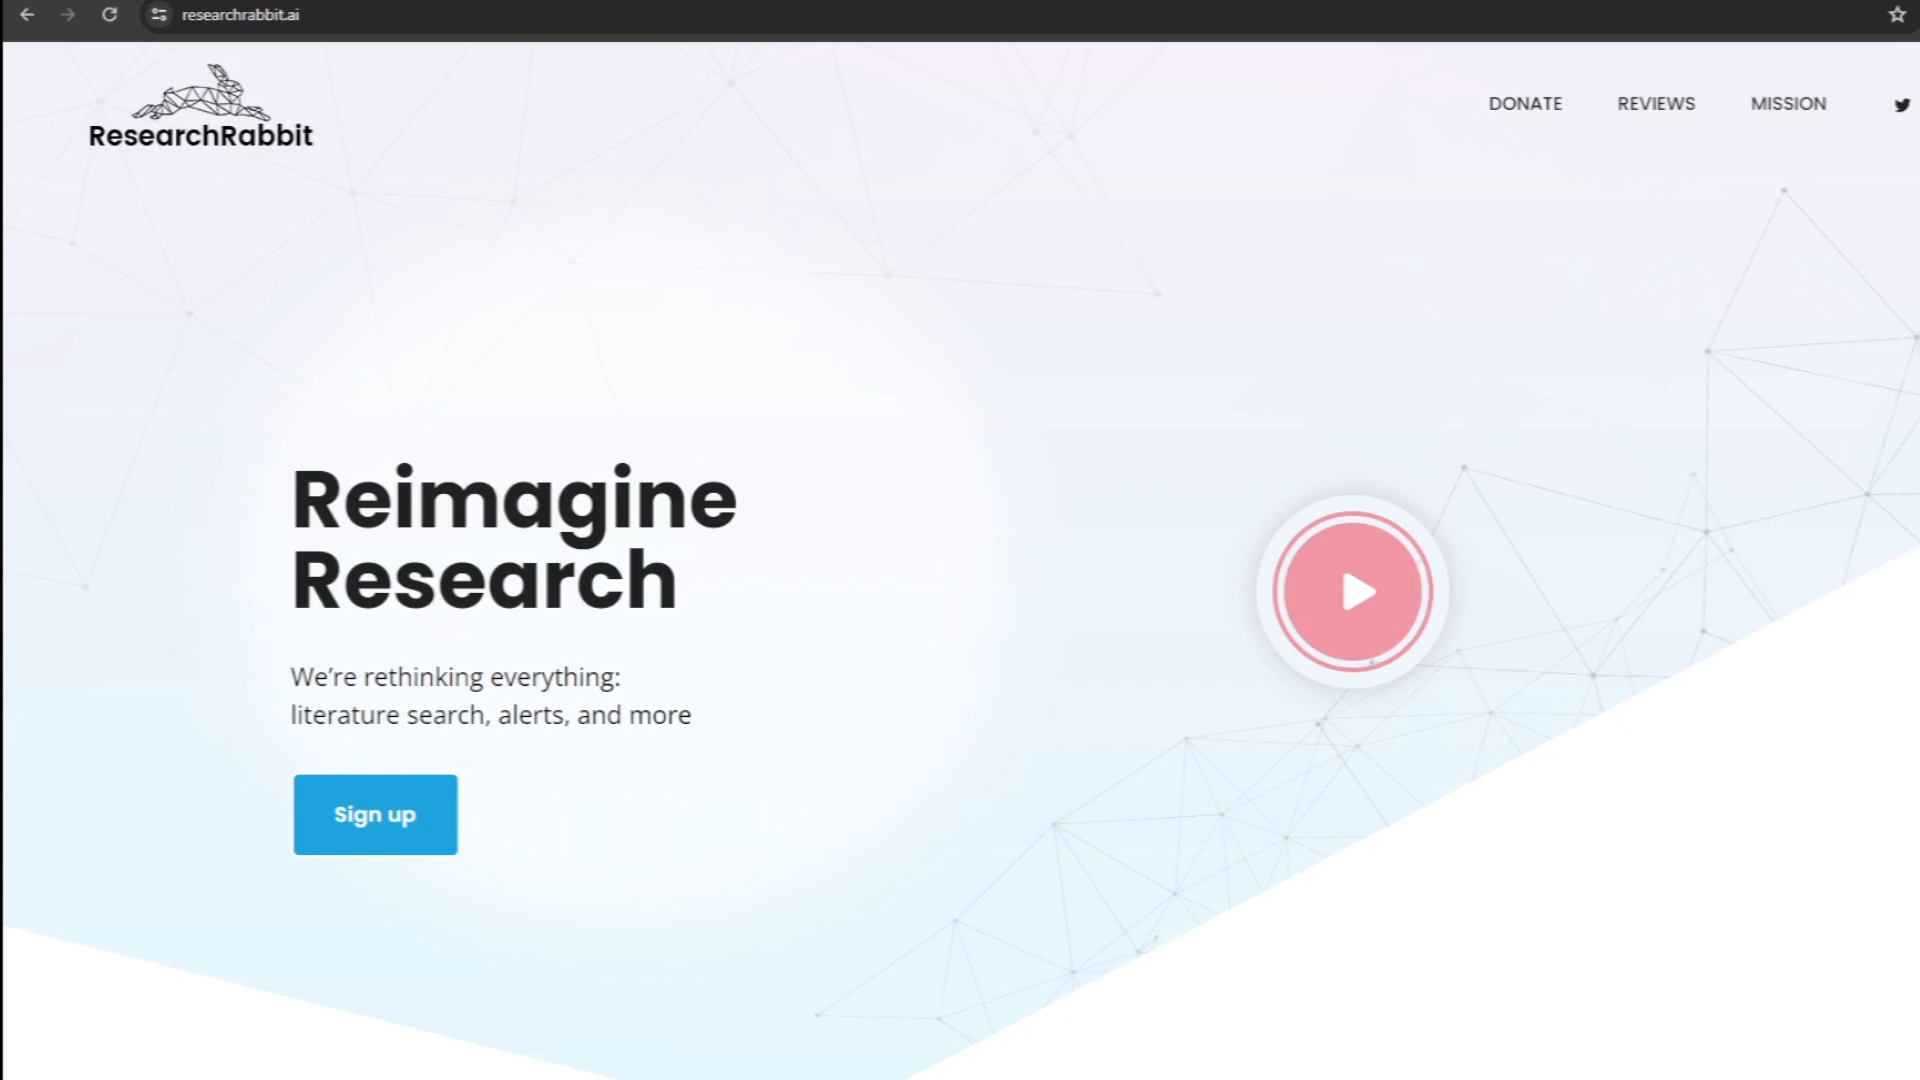 researchrabbit.ai
ResearchRabbit
DONATE REVIEWS MISSION
Reimagine
Research
We’re rethinking everything:
literature search, alerts, and more
Sign up